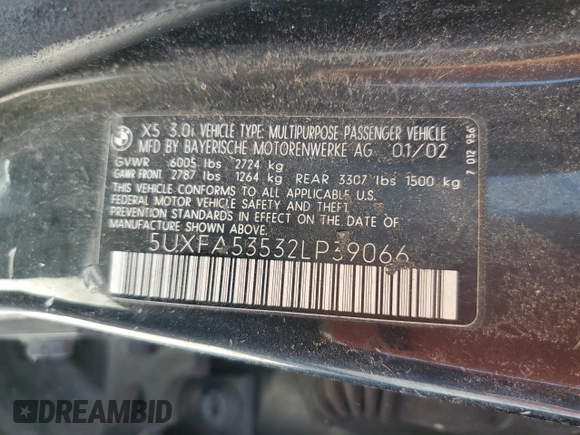 X5 3.0i VEHICLE TYPE: MULTIPURPOSE PASSENGER VEHICLE
MFD BY BAYERISCHE MOTORENWERKE AG 01/02
GVWR 6005 lbs 2724 kg
GAWR FRONT 2787 lbs 1264 kg REAR 3307 lbs 1500 kg
THIS VEHICLE CONFORMS TO ALL APPLICABLE U.S.
FEDERAL MOTOR VEHICLE SAFETY AND THEFT
PREVENTION STANDARDS IN EFFECT ON THE DATE OF
MANUFACTURE SHOWN ABOVE.
5UXFA53532LP39066
7 012 956
DREAMBID